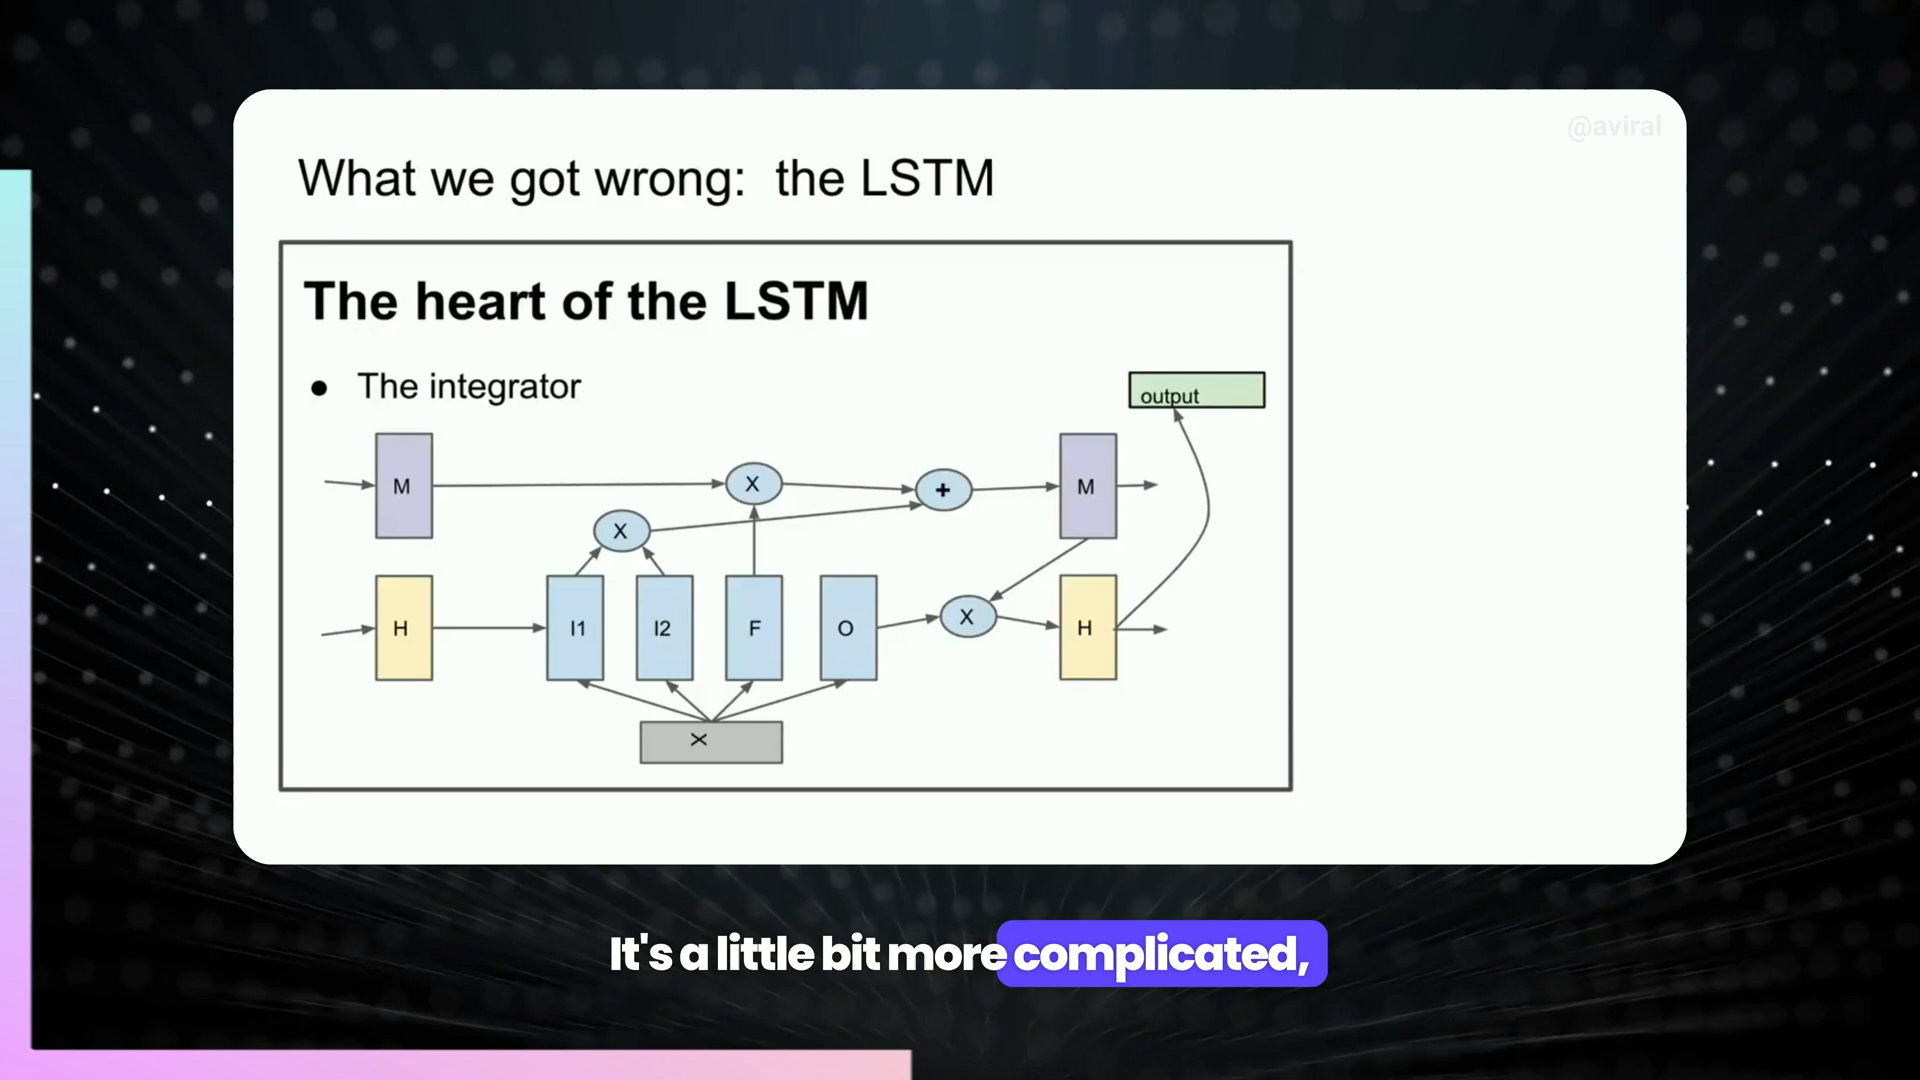 @aviral
What we got wrong: the LSTM
The heart of the LSTM
● The integrator
output
M
X
+
M
X
H
I1
I2
F
O
X
H
X
It's a little bit more complicated,